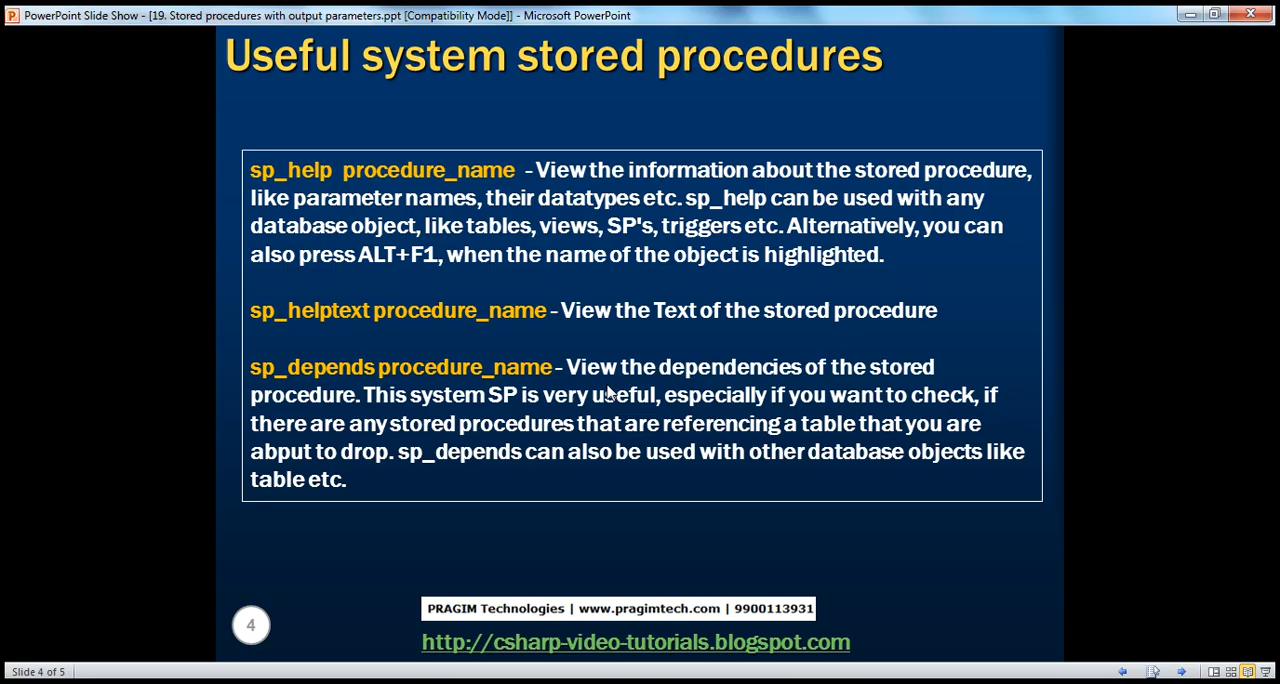 PowerPoint Slide Show - [19. Stored procedures with output parameters.ppt [Compatibility Mode]] - Microsoft PowerPoint
Useful system stored procedures
sp_help procedure_name - View the information about the stored procedure,
like parameter names, their datatypes etc. sp_help can be used with any
database object, like tables, views, SP's, triggers etc. Alternatively, you can
also press ALT+F1, when the name of the object is highlighted.
sp_helptext procedure_name - View the Text of the stored procedure
sp_depends procedure_name - View the dependencies of the stored
procedure. This system SP is very useful, especially if you want to check, if
there are any stored procedures that are referencing a table that you are
abput to drop. sp_depends can also be used with other database objects like
table etc.
PRAGIM Technologies | www.pragimtech.com | 9900113931
4
http://csharp-video-tutorials.blogspot.com
Slide 4 of 5